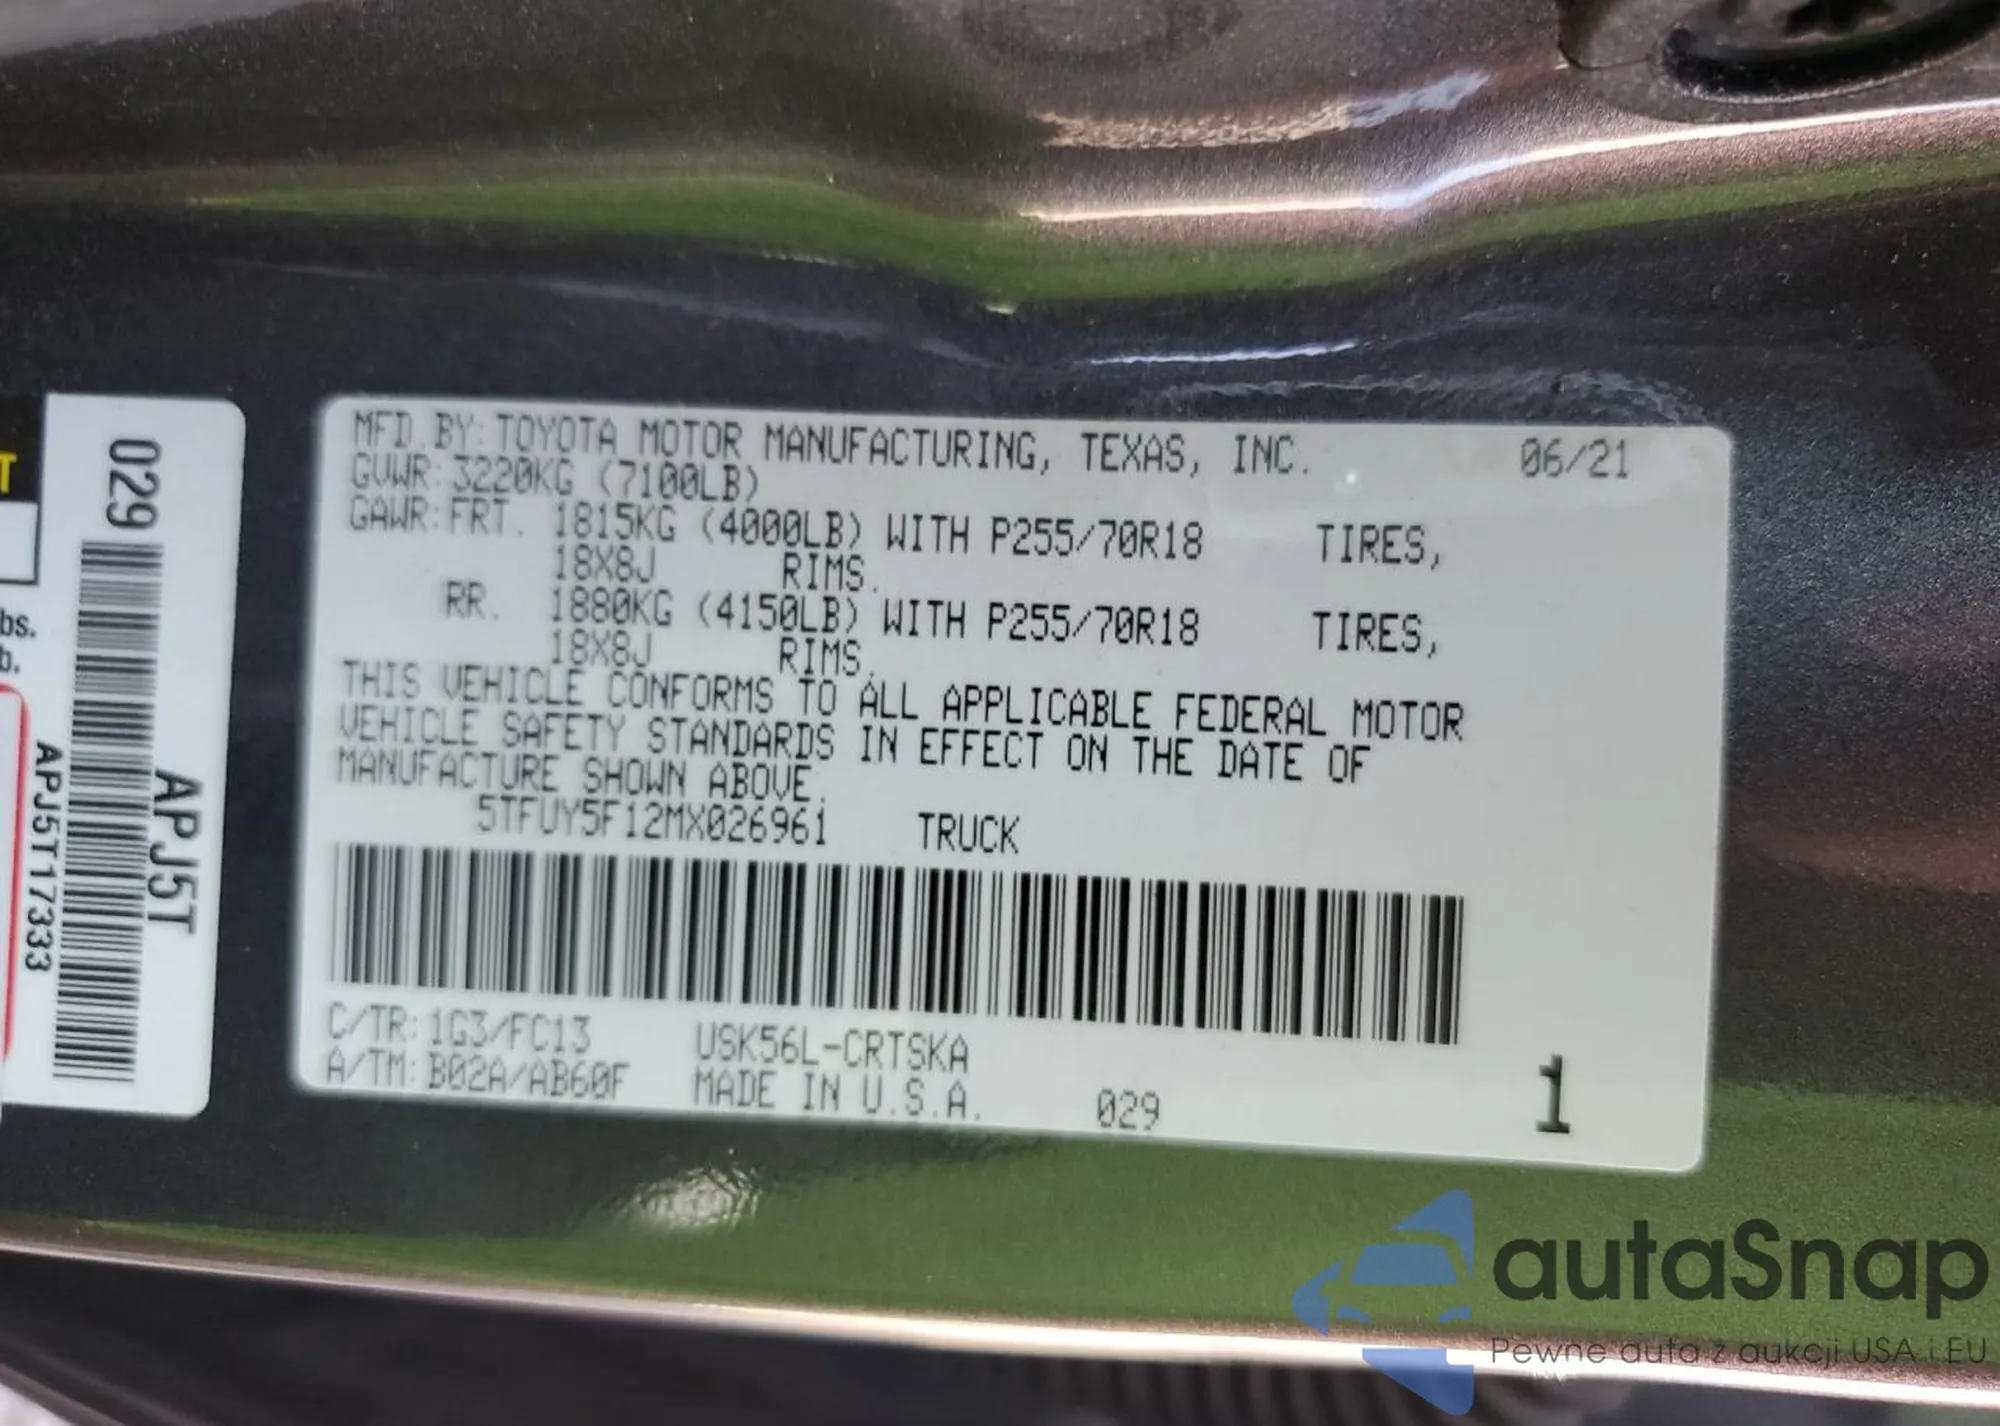 T
bs.
b.
029
APJ5T
APJ5T17333
MFD.BY:TOYOTA MOTOR MANUFACTURING, TEXAS, INC. 06/21
GVWR:3220KG (7100LB)
GAWR:FRT. 1815KG (4000LB) WITH P255/70R18 TIRES,
18X8J RIMS.
RR. 1880KG (4150LB) WITH P255/70R18 TIRES,
18X8J RIMS.
THIS VEHICLE CONFORMS TO ALL APPLICABLE FEDERAL MOTOR
VEHICLE SAFETY STANDARDS IN EFFECT ON THE DATE OF
MANUFACTURE SHOWN ABOVE.
5TFUY5F12MX026961 TRUCK
C/TR:1G3/FC13 USK56L-CRTSKA
A/TM:B02A/AB60F MADE IN U.S.A. 029 1
autaSnap
Pewne auta z aukcji USA i EU